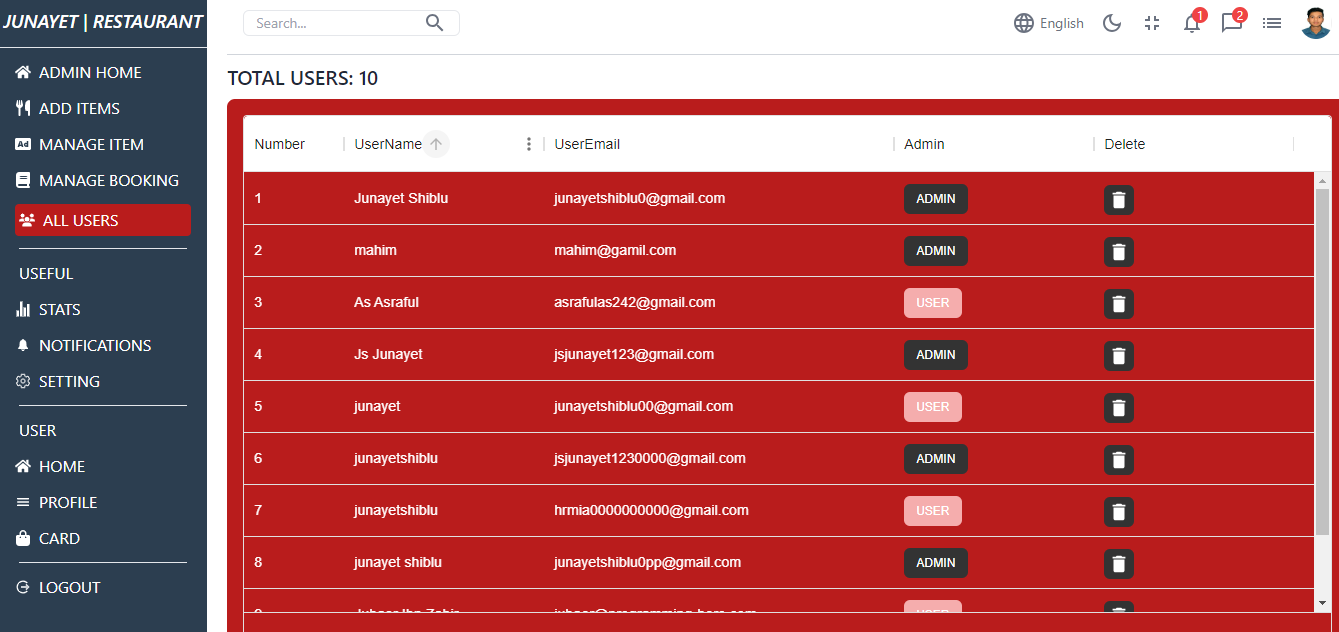 JUNAYET | RESTAURANT
ADMIN HOME
ADD ITEMS
Ad MANAGE ITEM
MANAGE BOOKING
ALL USERS
USEFUL
STATS
NOTIFICATIONS
SETTING
USER
HOME
PROFILE
CARD
LOGOUT
Search...
English
1
2
TOTAL USERS: 10
Number UserName UserEmail Admin Delete
1 Junayet Shiblu junayetshiblu0@gmail.com ADMIN
2 mahim mahim@gamil.com ADMIN
3 As Asraful asrafulas242@gmail.com USER
4 Js Junayet jsjunayet123@gmail.com ADMIN
5 junayet junayetshiblu00@gmail.com USER
6 junayetshiblu jsjunayet1230000@gmail.com ADMIN
7 junayetshiblu hrmia0000000000@gmail.com USER
8 junayet shiblu junayetshiblu0pp@gmail.com ADMIN
USER